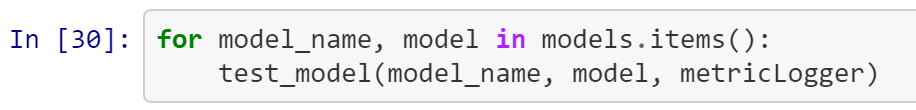 In [30]: for model_name, model in models.items():
    test_model(model_name, model, metricLogger)